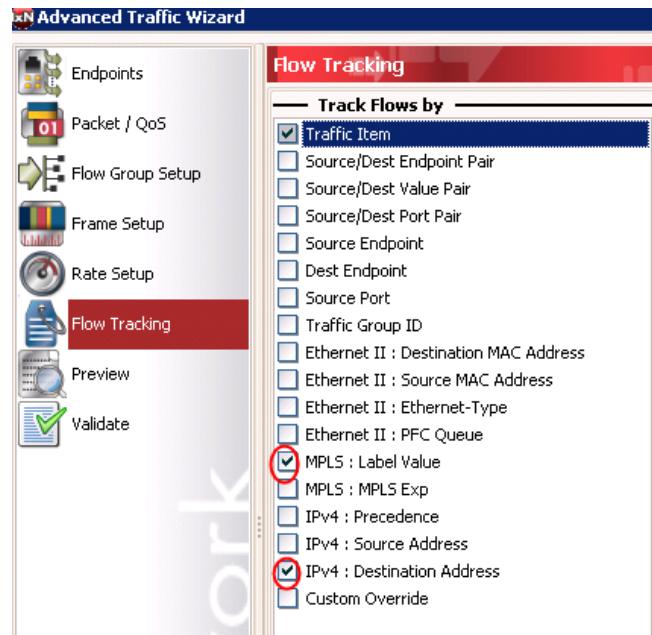 IxN Advanced Traffic Wizard
Endpoints
Packet / QoS
Flow Group Setup
Frame Setup
Rate Setup
Flow Tracking
Preview
Validate
Flow Tracking
Track Flows by
Traffic Item
Source/Dest Endpoint Pair
Source/Dest Value Pair
Source/Dest Port Pair
Source Endpoint
Dest Endpoint
Source Port
Traffic Group ID
Ethernet II : Destination MAC Address
Ethernet II : Source MAC Address
Ethernet II : Ethernet-Type
Ethernet II : PFC Queue
MPLS : Label Value
MPLS : MPLS Exp
IPv4 : Precedence
IPv4 : Source Address
IPv4 : Destination Address
Custom Override
01
work